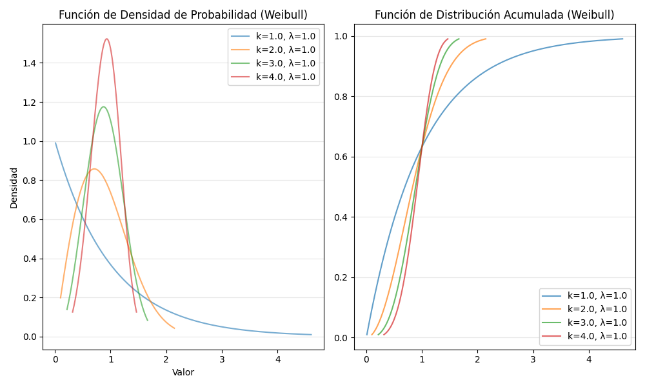 Función de Densidad de Probabilidad (Weibull)
Densidad
1.4
1.2
1.0
0.8
0.6
0.4
0.2
0.0
k=1.0, λ=1.0
k=2.0, λ=1.0
k=3.0, λ=1.0
k=4.0, λ=1.0
0 1 2 3 4
Valor
Función de Distribución Acumulada (Weibull)
1.0
0.8
0.6
0.4
0.2
0.0
k=1.0, λ=1.0
k=2.0, λ=1.0
k=3.0, λ=1.0
k=4.0, λ=1.0
0 1 2 3 4